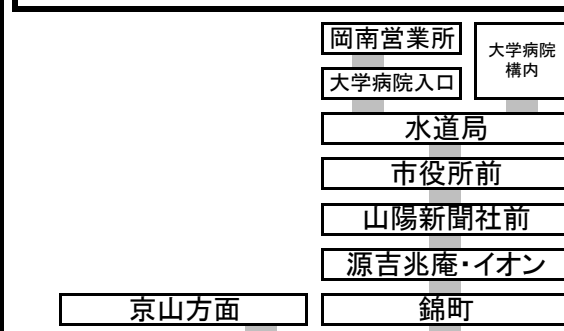 岡南営業所
大学病院
構内
大学病院入口
水道局
市役所前
山陽新聞社前
源吉兆庵・イオン
京山方面
錦町